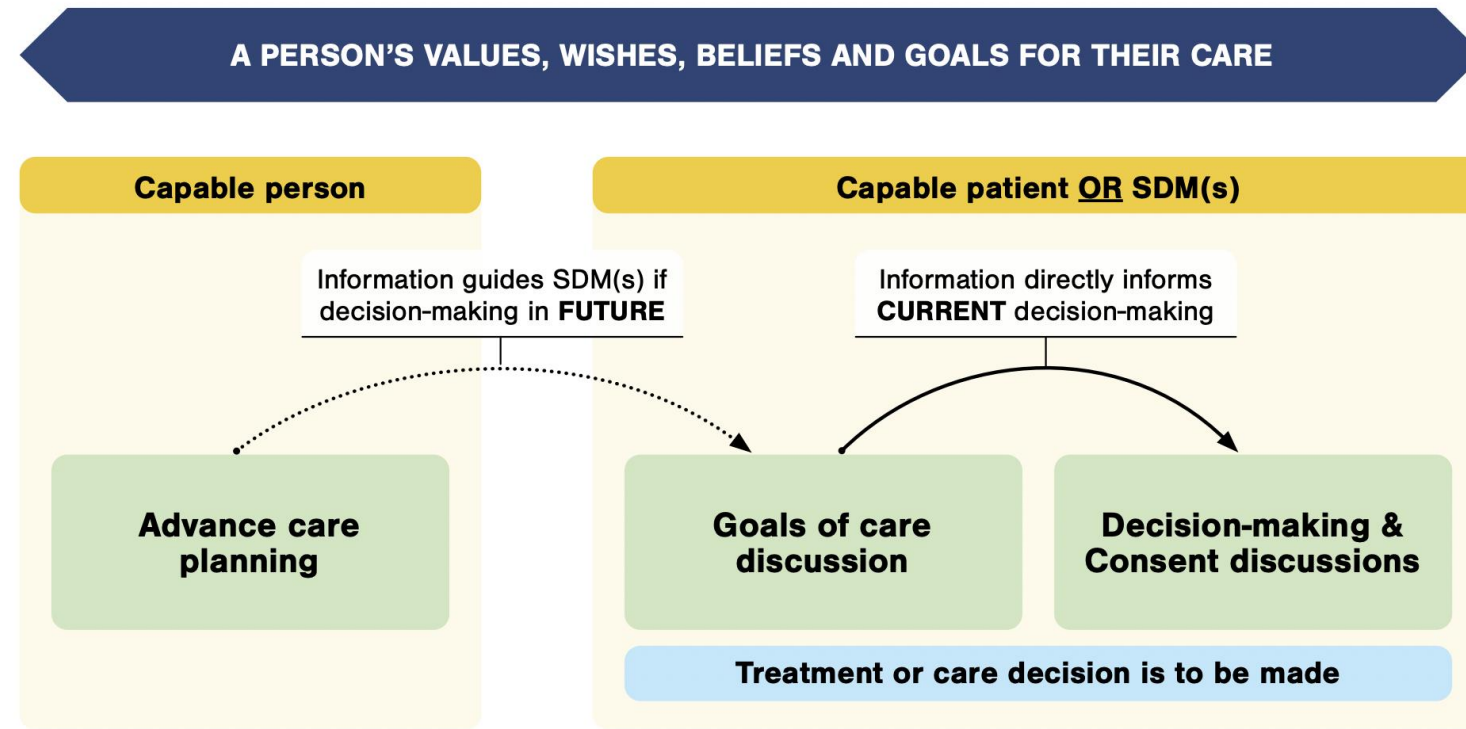 A PERSON’S VALUES, WISHES, BELIEFS AND GOALS FOR THEIR CARE
Capable person
Capable patient OR SDM(s)
Information guides SDM(s) if
decision-making in FUTURE
Information directly informs
CURRENT decision-making
Advance care
planning
Goals of care
discussion
Decision-making &
Consent discussions
Treatment or care decision is to be made